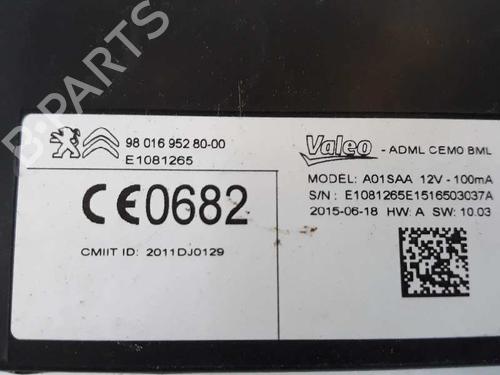 B-PARTS
98 016 952 80-00
E1081265
CE0682
CMIIT ID: 2011DJ0129
Valeo - ADML CEM0 BML
MODEL: A01SAA 12V - 100mA
S/N : E1081265E1516503037A
2015-06-18 HW: A SW: 10.03